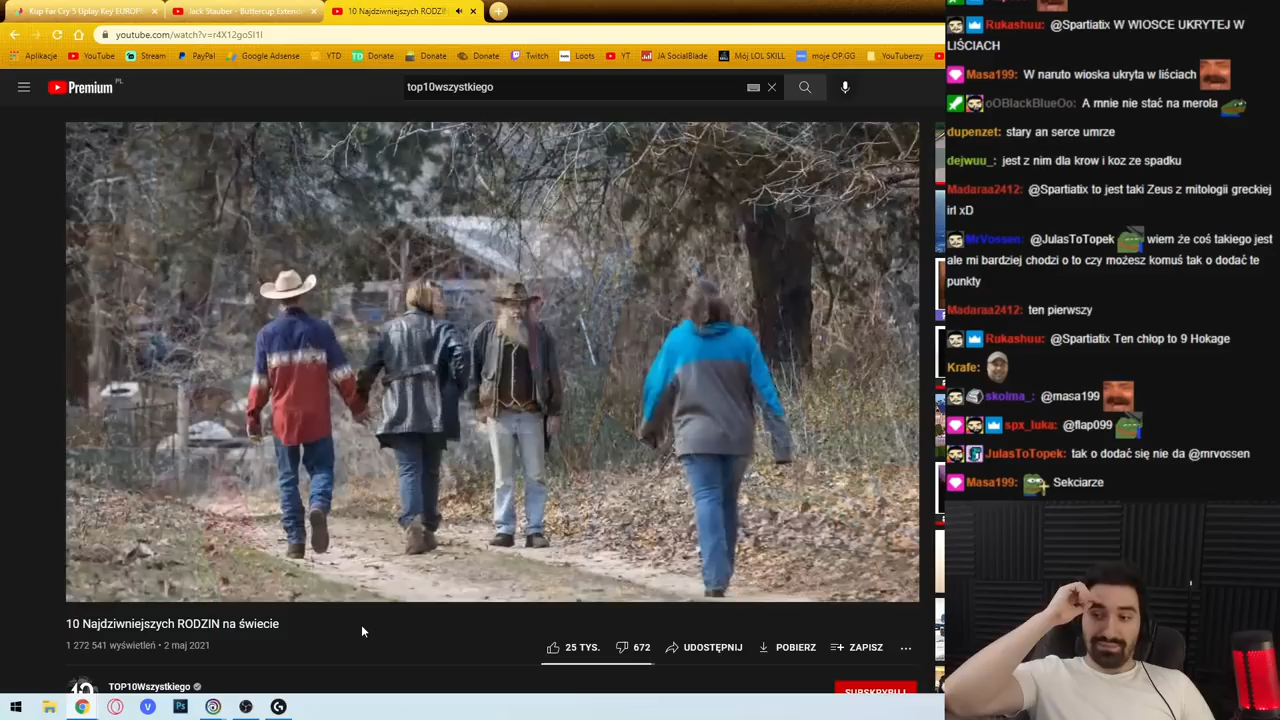 Kup Far Cry 5 Uplay Key EUROPE
Jack Stauber - Buttercup Extende
10 Najdziwniejszych RODZIN
youtube.com/watch?v=r4X12goSI1I
Aplikacje
YouTube
Stream
PayPal
Google Adsense
YTD
Donate
Donate
Donate
Twitch
Loots
YT
JA SocialBlade
Mój LOL SKILL
moje OP.GG
YouTuberzy
Premium PL
top10wszystkiego
10 Najdziwniejszych RODZIN na świecie
1 272 541 wyświetleń • 2 maj 2021
25 TYS.
672
UDOSTĘPNIJ
POBIERZ
ZAPISZ
TOP10Wszystkiego
SUBSKRYBUJ
Rukashuu: @Spartiatix W WIOSCE UKRYTEJ W
LIŚCIACH
Masa199: W naruto wioska ukryta w liściach
oOBlackBlueOo: A mnie nie stać na merola
dupenzet: stary an serce umrze
dejwuu_: jest z nim dla krow i koz ze spadku
Madaraa2412: @Spartiatix to jest taki Zeus z mitologii greckiej
irl xD
MrVossen: @JulasToTopek wiem że coś takiego jest
ale mi bardziej chodzi o to czy możesz komuś tak o dodać te
punkty
Madaraa2412: ten pierwszy
Rukashuu: @Spartiatix Ten chłop to 9 Hokage
Krafe:
skolma_: @masa199
spx_luka: @flap099
JulasToTopek: tak o dodać się nie da @mrvossen
Masa199: Sekciarze